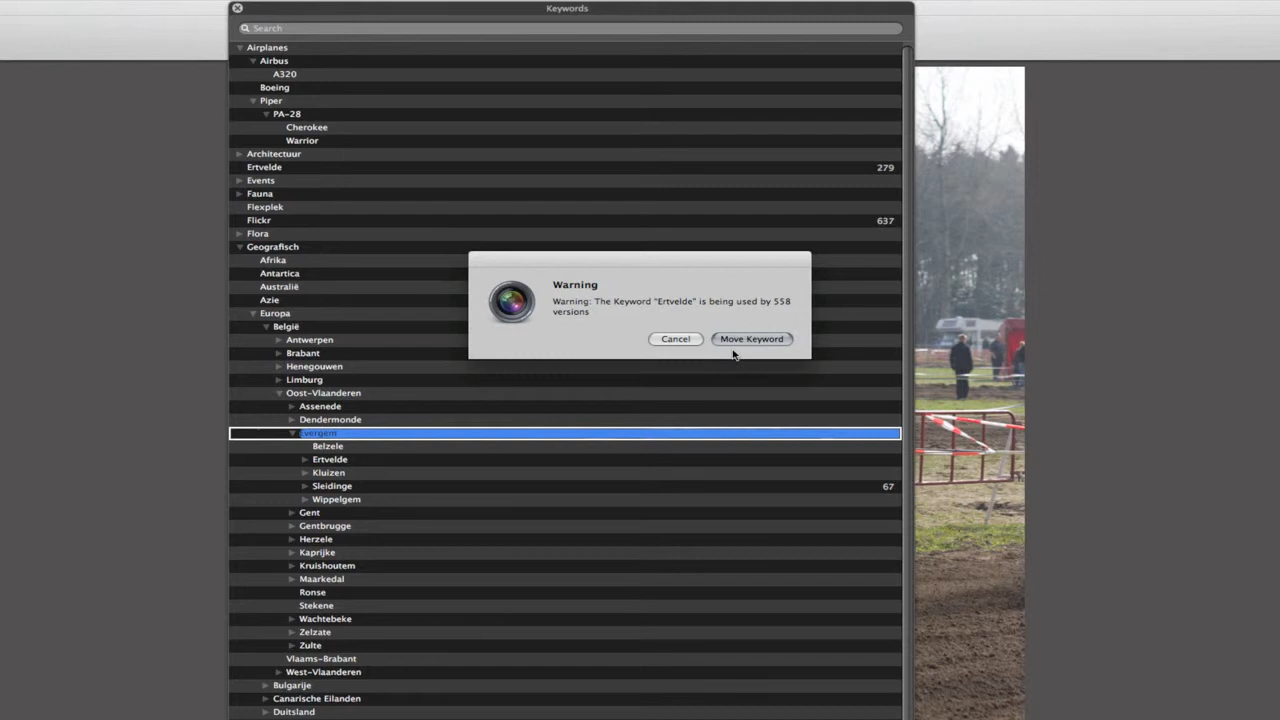 Keywords
Search
Airplanes
Airbus
A320
Boeing
Piper
PA-28
Cherokee
Warrior
Architectuur
Ertvelde 279
Events
Fauna
Flexplek
Flickr 637
Flora
Geografisch
Afrika
Antartica
Australië
Azie
Europa
België
Antwerpen
Brabant
Henegouwen
Limburg
Oost-Vlaanderen
Assenede
Dendermonde
Evergem
Belzele
Ertvelde
Kluizen
Sleidinge 67
Wippelgem
Gent
Gentbrugge
Herzele
Kaprijke
Kruishoutem
Maarkedal
Ronse
Stekene
Wachtebeke
Zelzate
Zulte
Vlaams-Brabant
West-Vlaanderen
Bulgarije
Canarische Eilanden
Duitsland
Warning
Warning: The Keyword "Ertvelde" is being used by 558
versions
Cancel Move Keyword